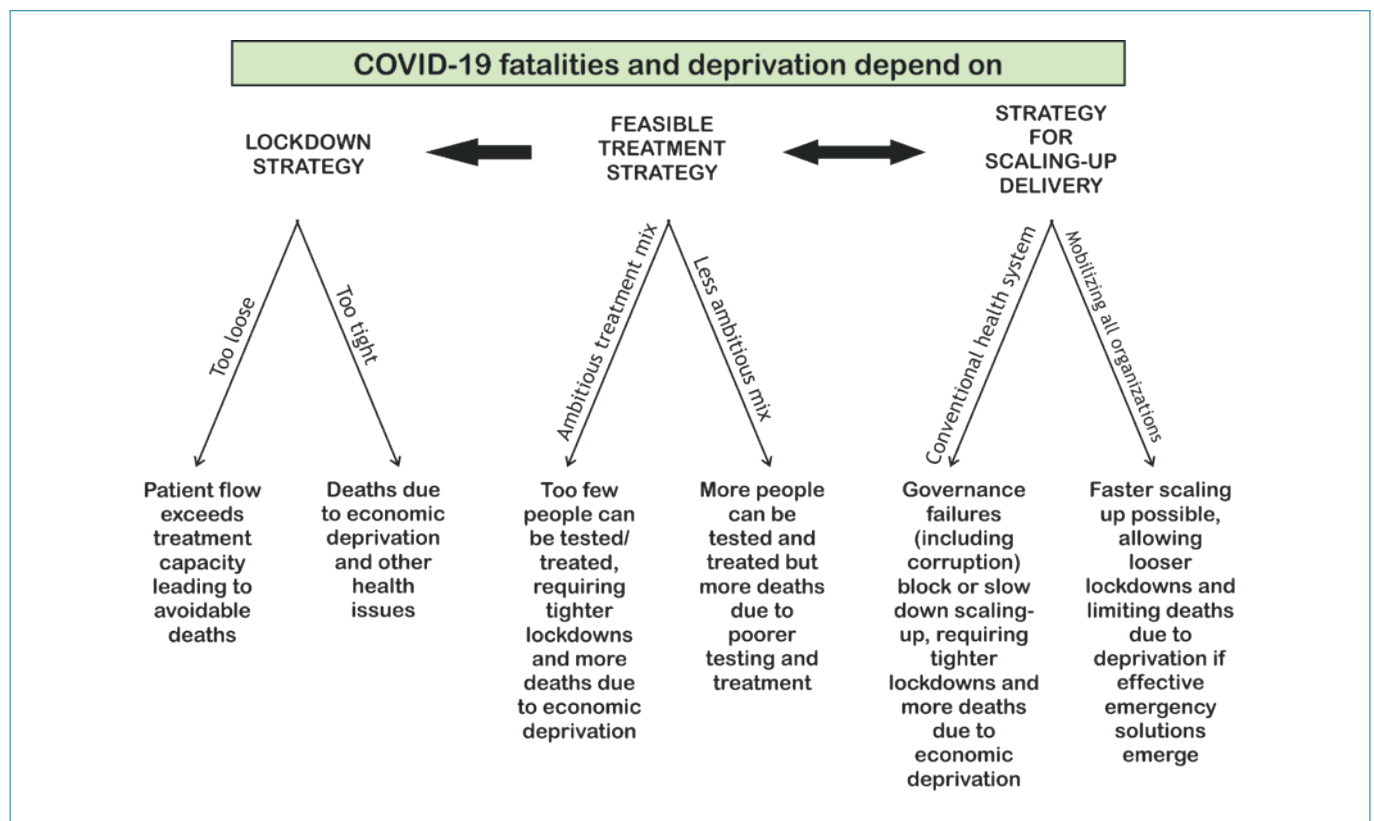 COVID-19 fatalities and deprivation depend on
LOCKDOWN
STRATEGY
FEASIBLE
TREATMENT
STRATEGY
STRATEGY
FOR
SCALING-UP
DELIVERY
Too loose
Too tight
Ambitious treatment mix
Less ambitious mix
Conventional health system
Mobilizing all organizations
Patient flow
exceeds
treatment
capacity
leading to
avoidable
deaths
Deaths due
to economic
deprivation
and other
health
issues
Too few
people can
be tested/
treated,
requiring
tighter
lockdowns
and more
deaths due
to economic
deprivation
More people
can be
tested and
treated but
more deaths
due to
poorer
testing and
treatment
Governance
failures
(including
corruption)
block or slow
down scaling-
up, requiring
tighter
lockdowns and
more deaths
due to
economic
deprivation
Faster scaling
up possible,
allowing
looser
lockdowns and
limiting deaths
due to
deprivation if
effective
emergency
solutions
emerge